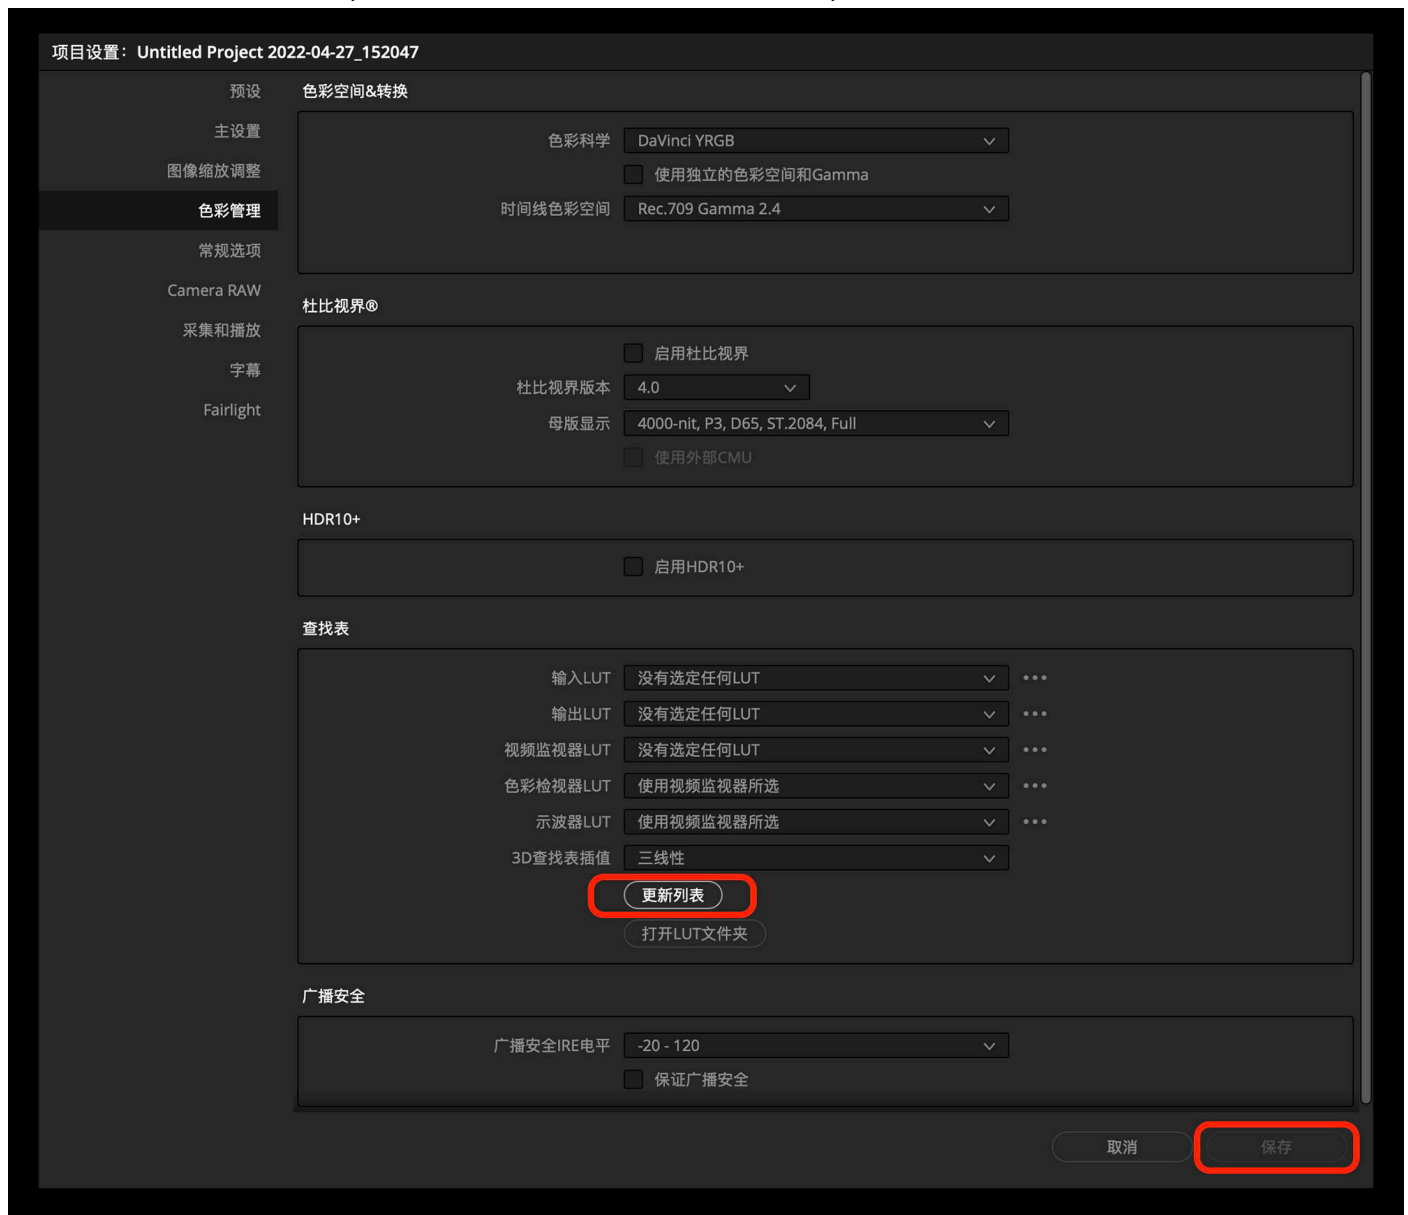 项目设置：Untitled Project 2022-04-27_152047
预设
主设置
图像缩放调整
色彩管理
常规选项
Camera RAW
采集和播放
字幕
Fairlight
色彩空间&转换
色彩科学 DaVinci YRGB
使用独立的色彩空间和Gamma
时间线色彩空间 Rec.709 Gamma 2.4
杜比视界®
启用杜比视界
杜比视界版本 4.0
母版显示 4000-nit, P3, D65, ST.2084, Full
使用外部CMU
HDR10+
启用HDR10+
查找表
输入LUT 没有选定任何LUT
输出LUT 没有选定任何LUT
视频监视器LUT 没有选定任何LUT
色彩检视器LUT 使用视频监视器所选
示波器LUT 使用视频监视器所选
3D查找表插值 三线性
更新列表
打开LUT文件夹
广播安全
广播安全IRE电平 -20 - 120
保证广播安全
取消 保存